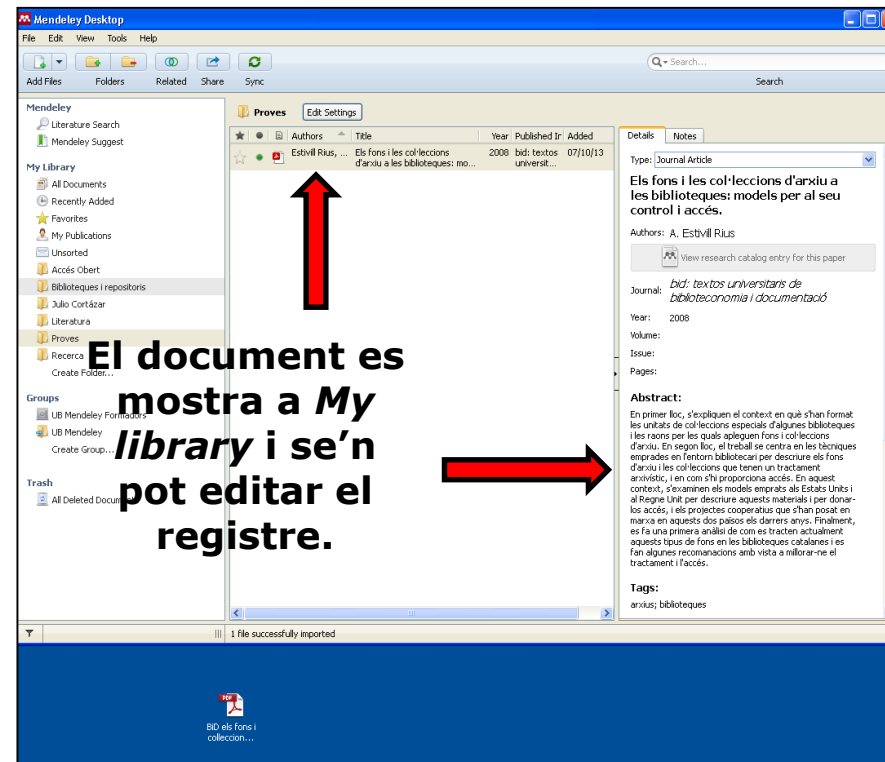 Mendeley Desktop
File Edit View Tools Help
Add Files Folders Related Share Sync
Search...
Search
Mendeley
Literature Search
Mendeley Suggest
My Library
All Documents
Recently Added
Favorites
My Publications
Unsorted
Accés Obert
Biblioteques i repositoris
Julio Cortázar
Literatura
Proves
Recerca
Create Folder...
Groups
UB Mendeley Formadors
UB Mendeley
Create Group...
Trash
All Deleted Document
Proves Edit Settings
Authors Title Year Published In Added
Estivill Rius, ... Els fons i les col·leccions 2008 bid: textos 07/10/13
d'arxiu a les biblioteques: mo... universit...
El document es
mostra a My
library i se'n
pot editar el
registre.
Details Notes
Type: Journal Article
Els fons i les col·leccions d'arxiu a
les biblioteques: models per al seu
control i accés.
Authors: A. Estivill Rius
View research catalog entry for this paper
Journal: bid: textos universitaris de
biblioteconomia i documentació
Year: 2008
Volume:
Issue:
Pages:
Abstract:
En primer lloc, s'expliquen el context en què s'han format
les unitats de col·leccions especials d'algunes biblioteques
i les raons per les quals apleguen fons i col·leccions
d'arxiu. En segon lloc, el treball se centra en les tècniques
emprades en l'entorn bibliotecari per descriure els fons
d'arxiu i les col·leccions que tenen un tractament
arxivístic, i en com s'hi proporciona accés. En aquest
context, s'examinen els models emprats als Estats Units i
al Regne Unit per descriure aquests materials i per donar-
los accés, i els projectes cooperatius que s'han posat en
marxa en aquests dos països els darrers anys. Finalment,
es fa una primera anàlisi de com es tracten actualment
aquests tipus de fons en les biblioteques catalanes i es
fan algunes recomanacions amb vista a millorar-ne el
tractament i l'accés.
Tags:
arxius; biblioteques
1 file successfully imported
PDF
BiD els fons i
colleccion...